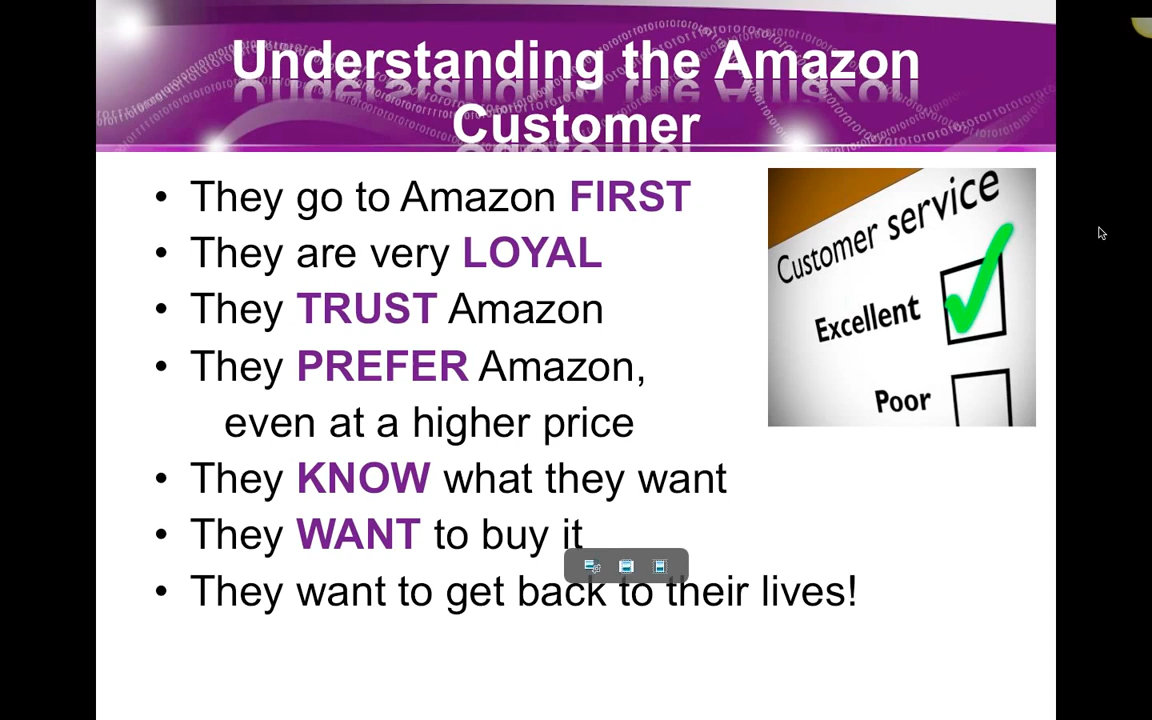 Understanding the Amazon
Customer
• They go to Amazon FIRST
• They are very LOYAL
• They TRUST Amazon
• They PREFER Amazon,
even at a higher price
• They KNOW what they want
• They WANT to buy it
• They want to get back to their lives!
Customer service
Excellent
Poor